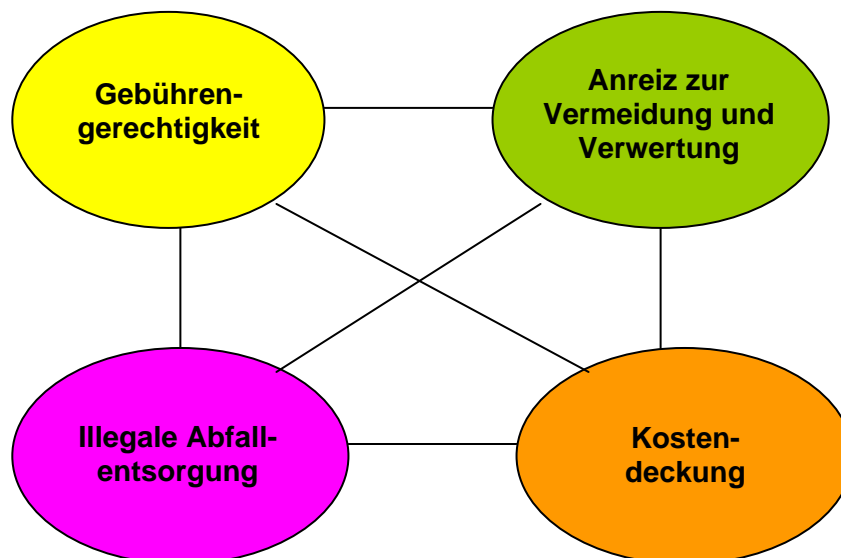 Gebühren-
gerechtigkeit
Anreiz zur
Vermeidung und
Verwertung
Illegale Abfall-
entsorgung
Kosten-
deckung